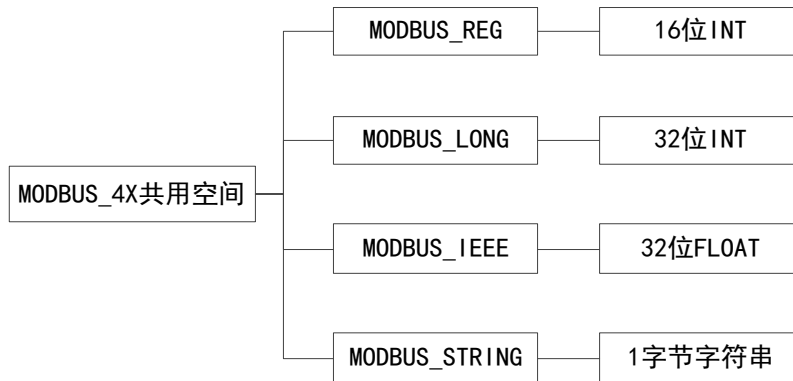 MODBUS_REG
16位INT
MODBUS_LONG
32位INT
MODBUS_4X共用空间
MODBUS_IEEE
32位FLOAT
MODBUS_STRING
1字节字符串